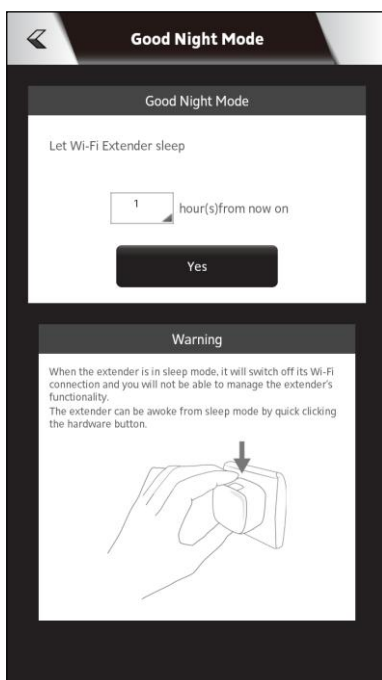 Good Night Mode
Good Night Mode
Let Wi-Fi Extender sleep
1 hour(s)from now on
Yes
Warning
When the extender is in sleep mode, it will switch off its Wi-Fi
connection and you will not be able to manage the extender's
functionality.
The extender can be awoke from sleep mode by quick clicking
the hardware button.